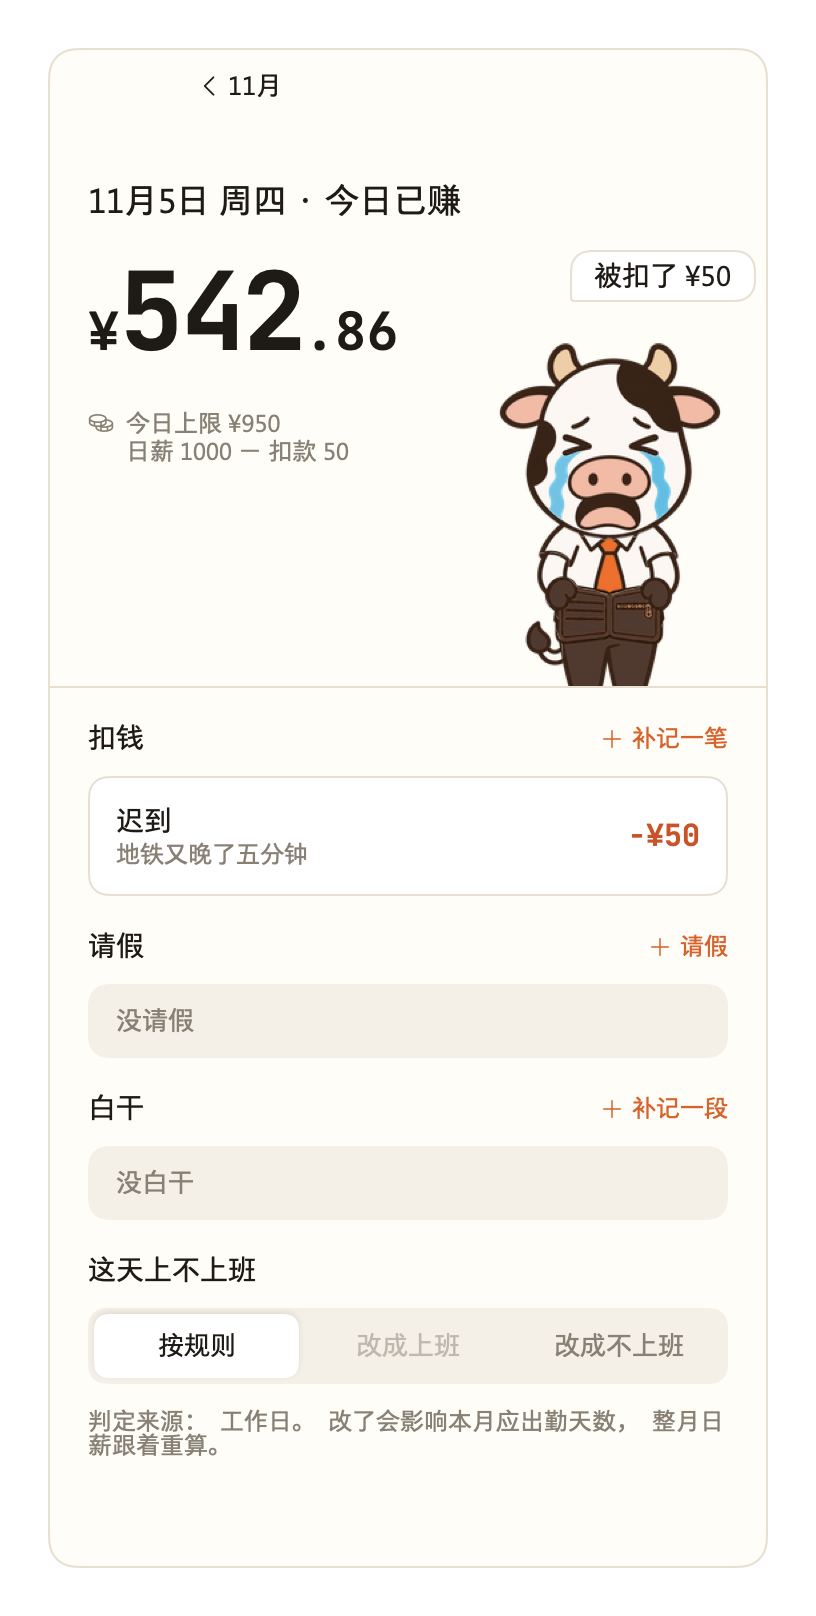 11月
11月5日 周四 · 今日已赚
¥542.86
被扣了 ¥50
今日上限 ¥950
日薪 1000 － 扣款 50
扣钱
＋ 补记一笔
迟到
地铁又晚了五分钟
-¥50
请假
＋ 请假
没请假
白干
＋ 补记一段
没白干
这天上不上班
按规则
改成上班
改成不上班
判定来源： 工作日。 改了会影响本月应出勤天数， 整月日
薪跟着重算。